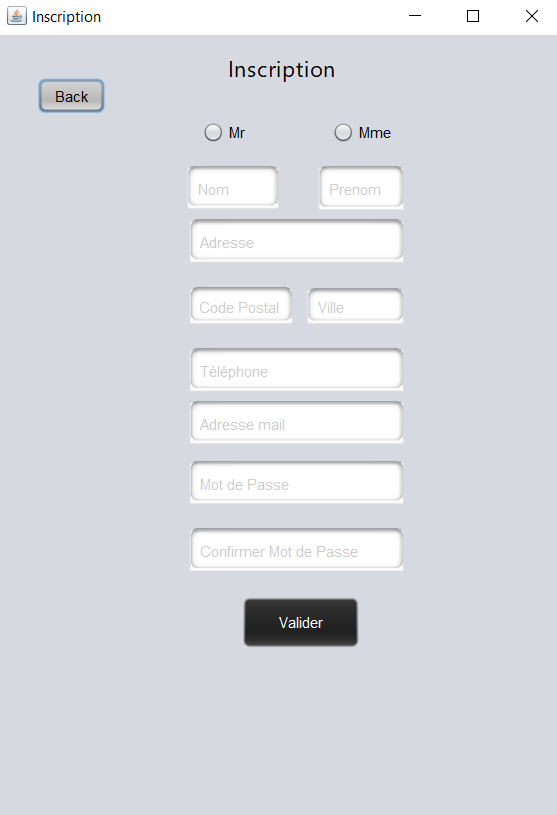 Inscription
Inscription
Back
Mr Mme
Nom Prenom
Adresse
Code Postal Ville
Téléphone
Adresse mail
Mot de Passe
Confirmer Mot de Passe
Valider